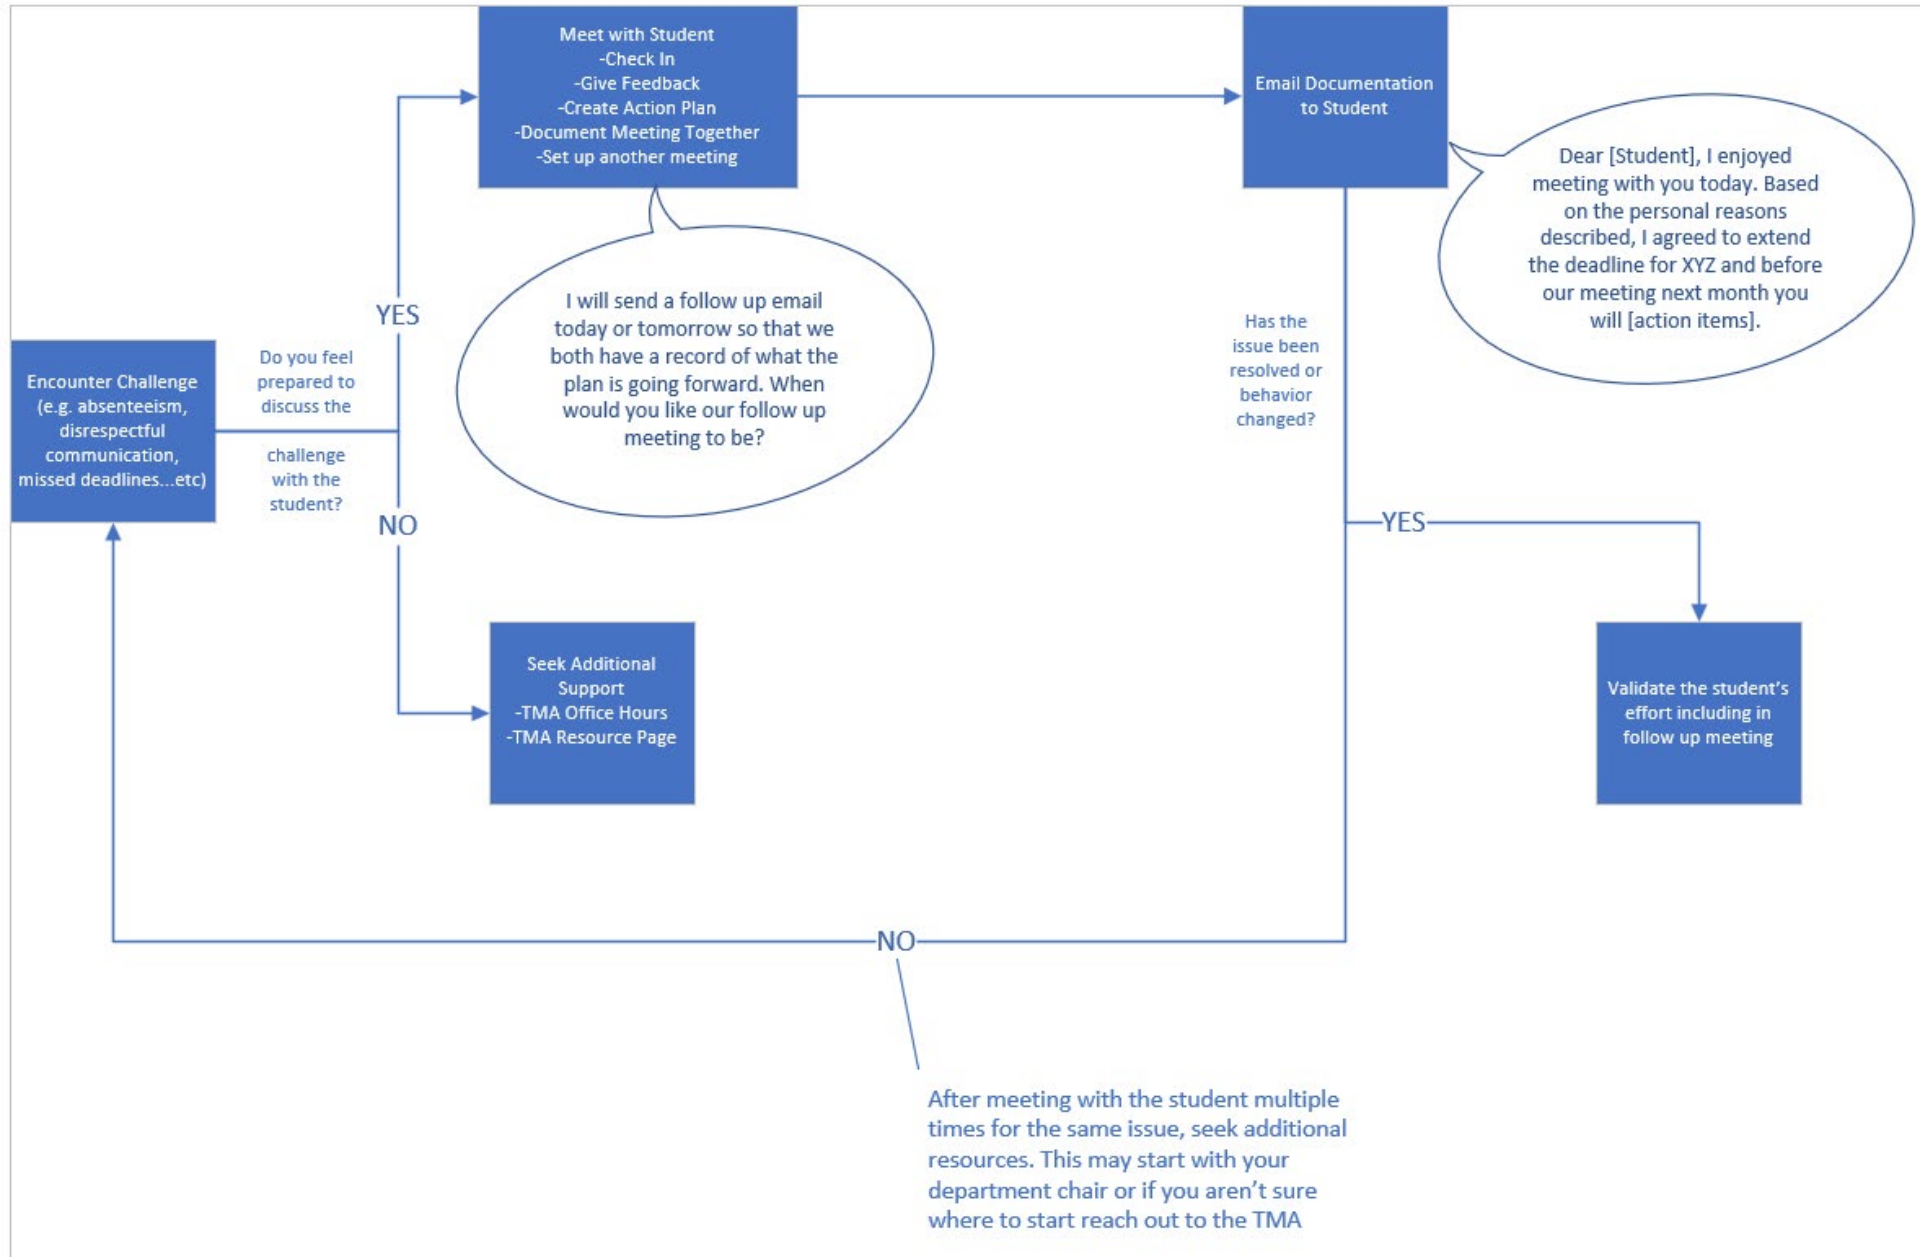 Meet with Student
-Check In
-Give Feedback
-Create Action Plan
-Document Meeting Together
-Set up another meeting
Email Documentation
to Student
Dear [Student], I enjoyed
meeting with you today. Based
on the personal reasons
described, I agreed to extend
the deadline for XYZ and before
our meeting next month you
will [action items].
I will send a follow up email
today or tomorrow so that we
both have a record of what the
plan is going forward. When
would you like our follow up
meeting to be?
YES
Encounter Challenge
(e.g. absenteeism,
disrespectful
communication,
missed deadlines...etc)
Do you feel
prepared to
discuss the
challenge
with the
student?
NO
Has the
issue been
resolved or
behavior
changed?
YES
Seek Additional
Support
-TMA Office Hours
-TMA Resource Page
Validate the student's
effort including in
follow up meeting
NO
After meeting with the student multiple
times for the same issue, seek additional
resources. This may start with your
department chair or if you aren't sure
where to start reach out to the TMA